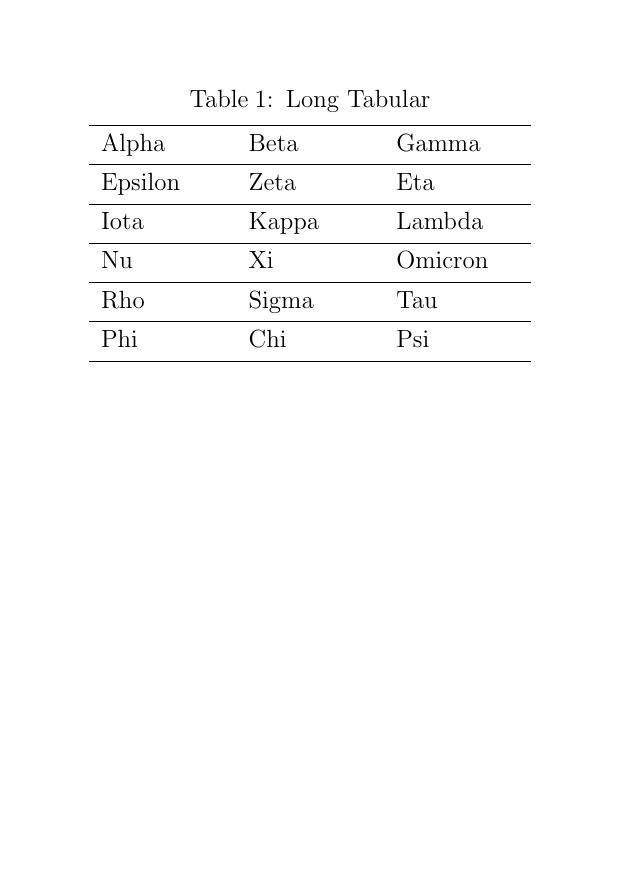 Table 1: Long Tabular
Alpha Beta Gamma
Epsilon Zeta Eta
Iota Kappa Lambda
Nu Xi Omicron
Rho Sigma Tau
Phi Chi Psi